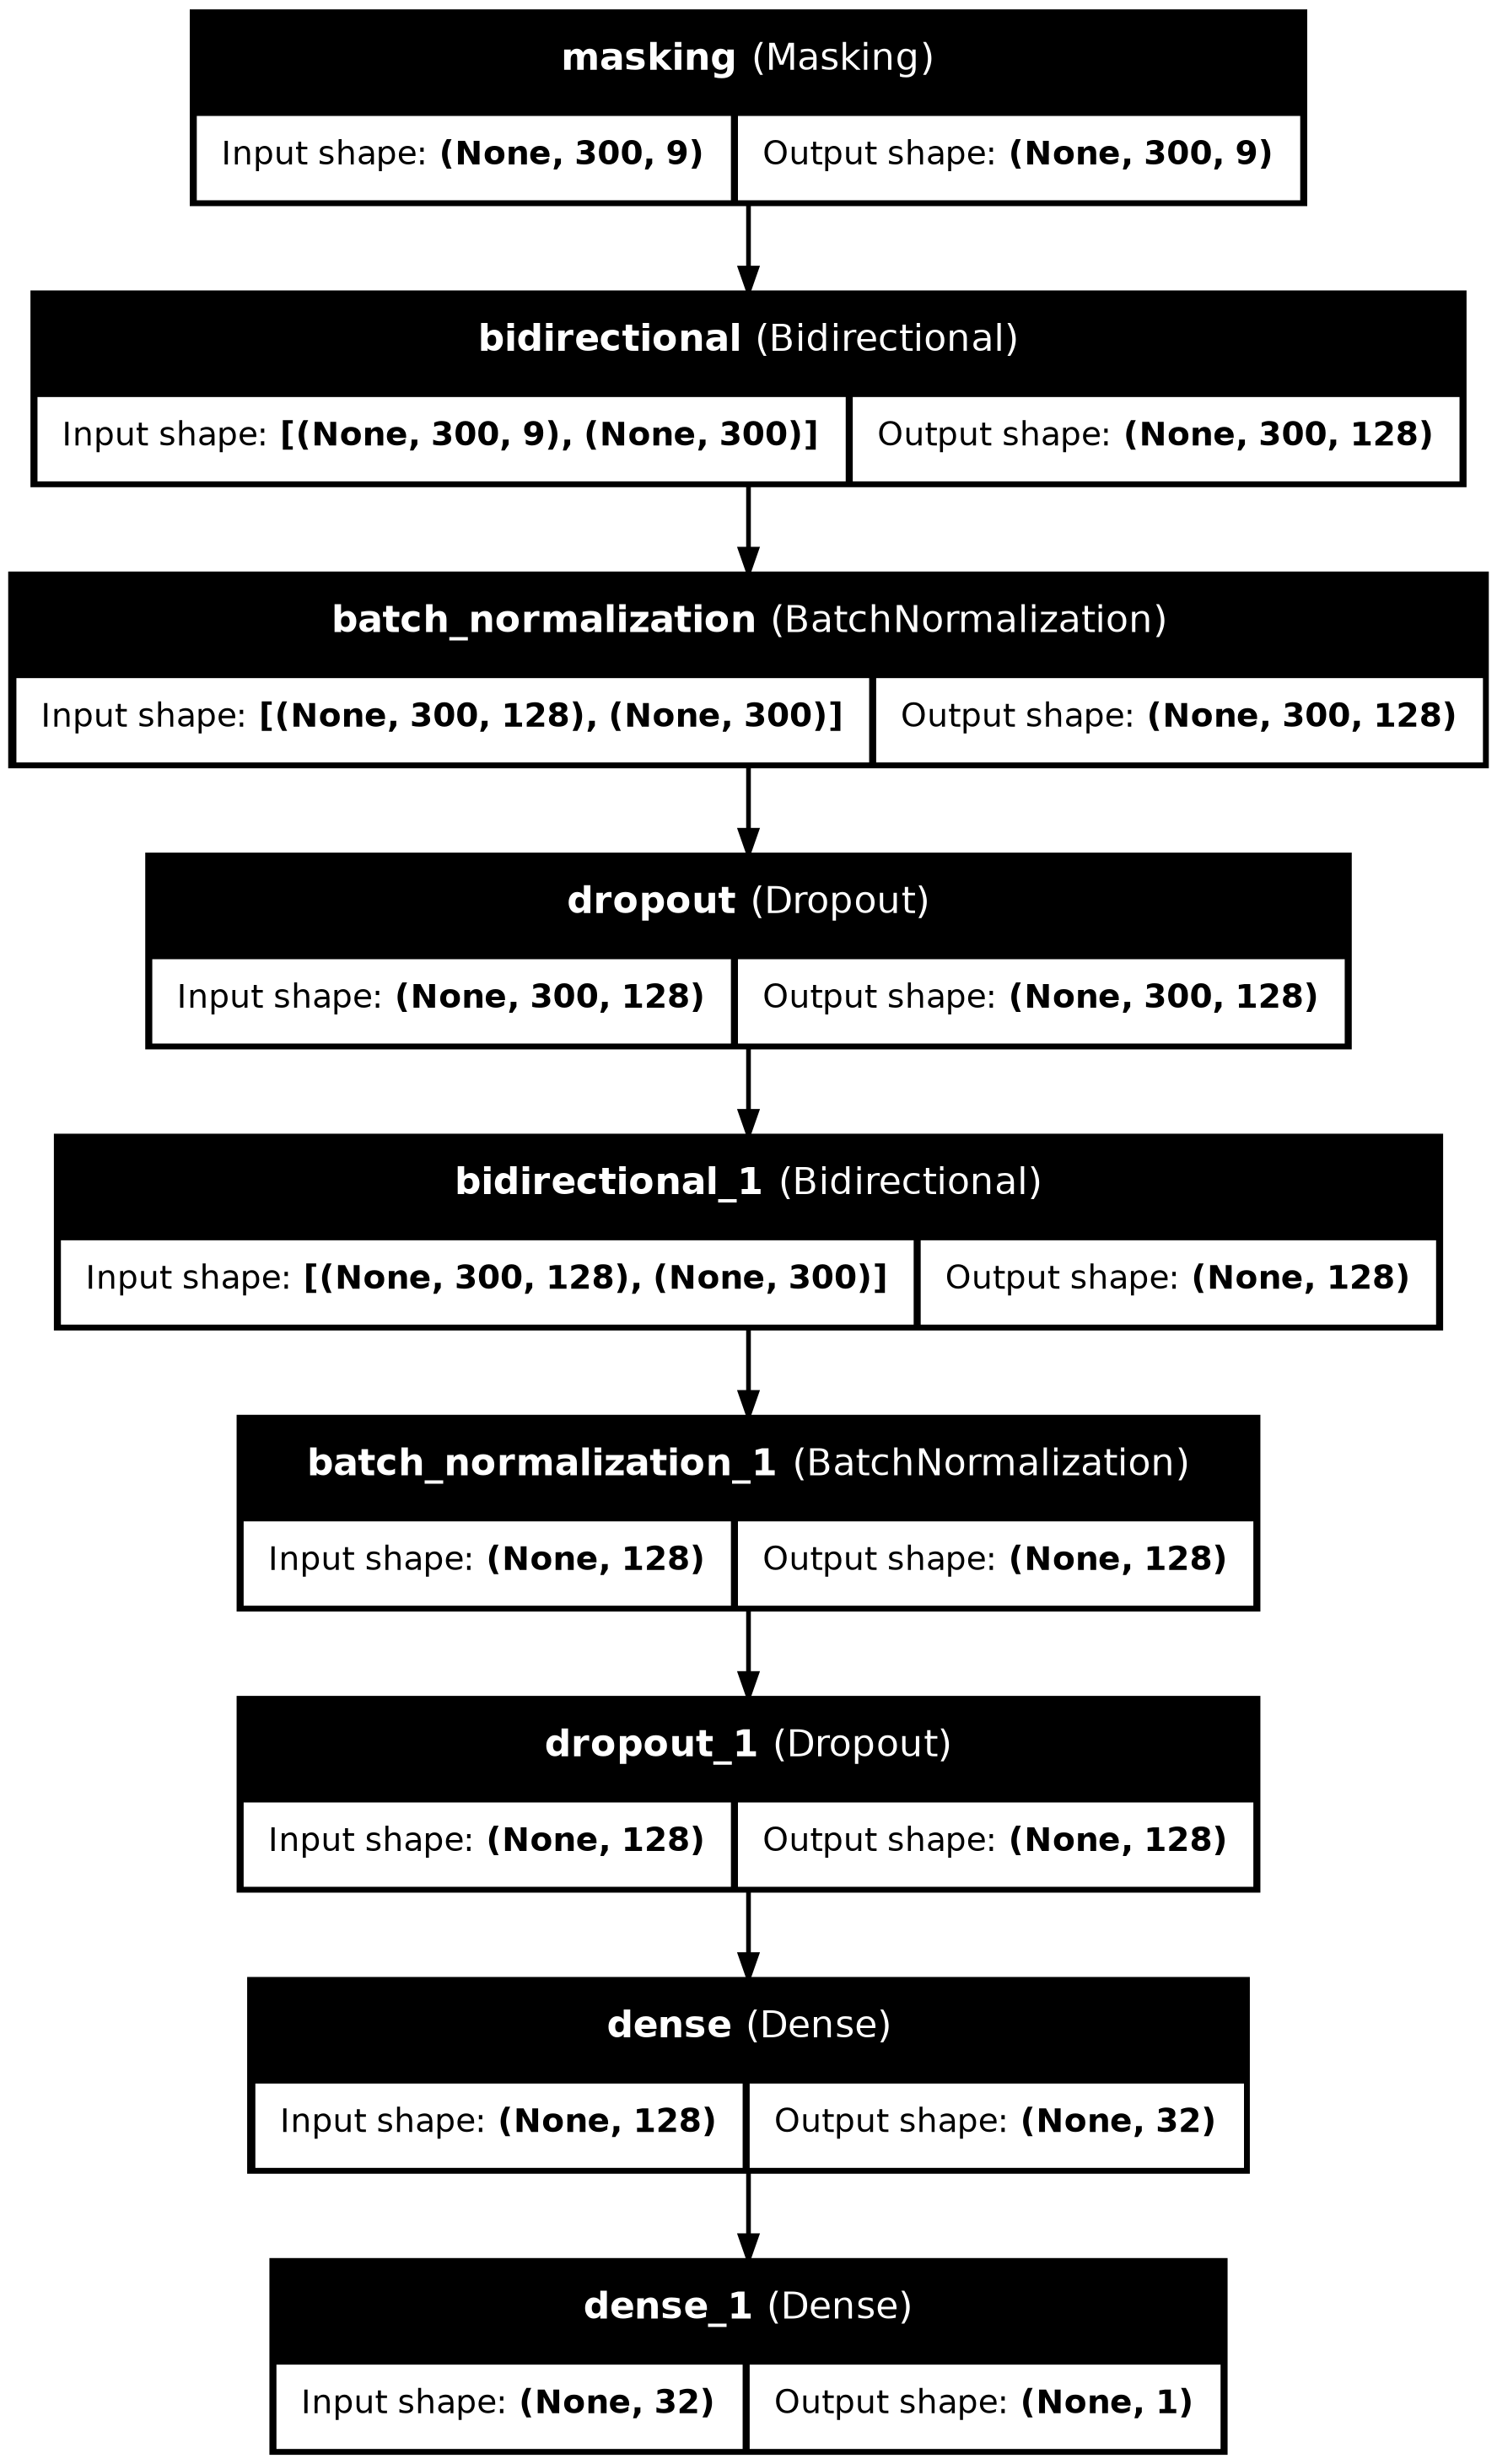 masking (Masking)
Input shape: (None, 300, 9) Output shape: (None, 300, 9)
bidirectional (Bidirectional)
Input shape: [(None, 300, 9), (None, 300)] Output shape: (None, 300, 128)
batch_normalization (BatchNormalization)
Input shape: [(None, 300, 128), (None, 300)] Output shape: (None, 300, 128)
dropout (Dropout)
Input shape: (None, 300, 128) Output shape: (None, 300, 128)
bidirectional_1 (Bidirectional)
Input shape: [(None, 300, 128), (None, 300)] Output shape: (None, 128)
batch_normalization_1 (BatchNormalization)
Input shape: (None, 128) Output shape: (None, 128)
dropout_1 (Dropout)
Input shape: (None, 128) Output shape: (None, 128)
dense (Dense)
Input shape: (None, 128) Output shape: (None, 32)
dense_1 (Dense)
Input shape: (None, 32) Output shape: (None, 1)